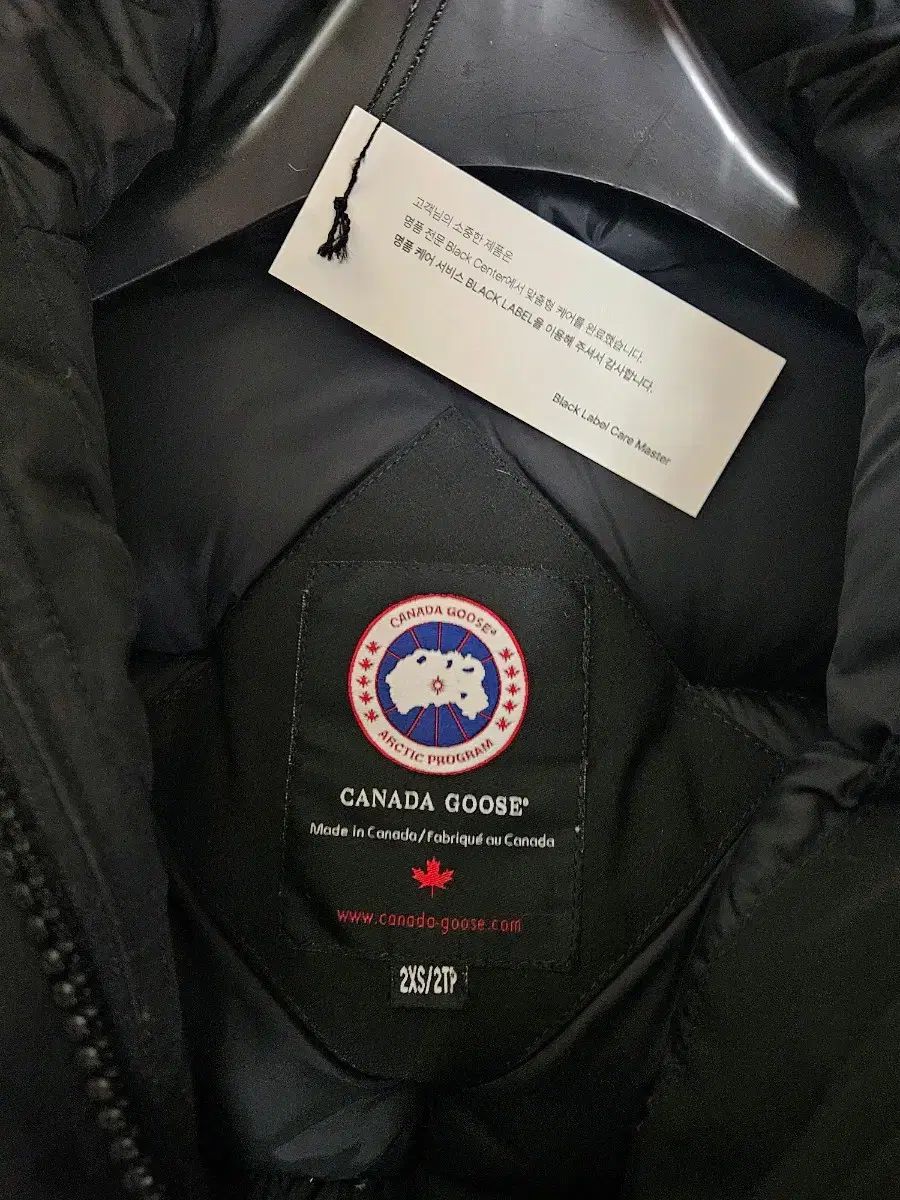 고객님의 소중한 제품은
명품 전문 Black Center에서 맞춤형 케어를 완료했습니다.
명품 케어 서비스 BLACK LABEL을 이용해 주셔서 감사합니다.
Black Label Care Master
CANADA GOOSE®
ARCTIC PROGRAM
CANADA GOOSE®
Made in Canada/Fabriqué au Canada
www.canada-goose.com
2XS/2TP